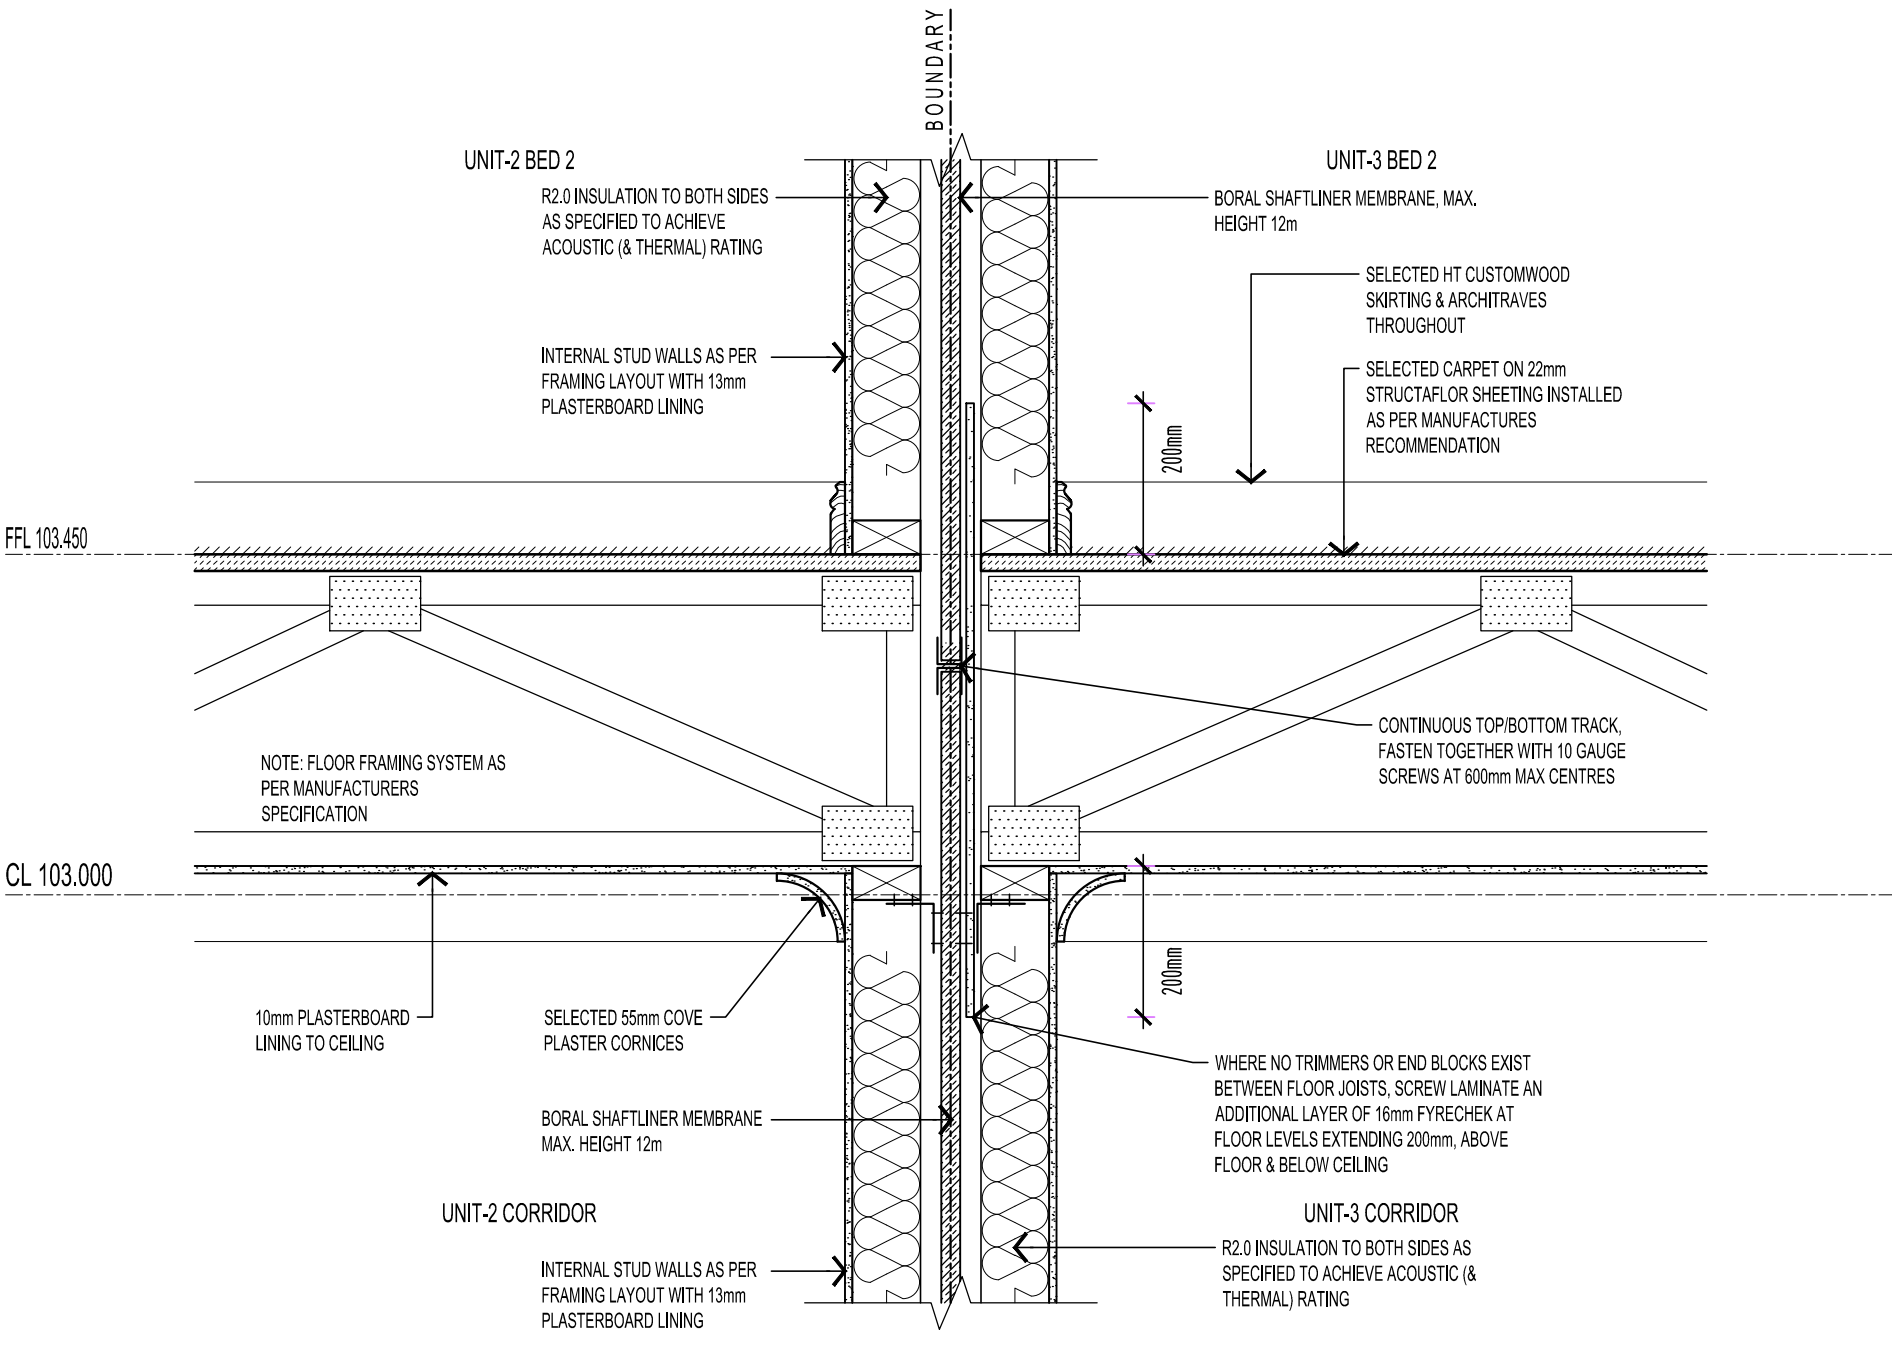 BOUNDARY
UNIT-2 BED 2
R2.0 INSULATION TO BOTH SIDES
AS SPECIFIED TO ACHIEVE
ACOUSTIC (& THERMAL) RATING
INTERNAL STUD WALLS AS PER
FRAMING LAYOUT WITH 13mm
PLASTERBOARD LINING
UNIT-3 BED 2
BORAL SHAFTLINER MEMBRANE, MAX.
HEIGHT 12m
SELECTED HT CUSTOMWOOD
SKIRTING & ARCHITRAVES
THROUGHOUT
SELECTED CARPET ON 22mm
STRUCTAFLOR SHEETING INSTALLED
AS PER MANUFACTURES
RECOMMENDATION
200mm
FFL 103.450
NOTE: FLOOR FRAMING SYSTEM AS
PER MANUFACTURERS
SPECIFICATION
CONTINUOUS TOP/BOTTOM TRACK,
FASTEN TOGETHER WITH 10 GAUGE
SCREWS AT 600mm MAX CENTRES
CL 103.000
200mm
10mm PLASTERBOARD
LINING TO CEILING
SELECTED 55mm COVE
PLASTER CORNICES
BORAL SHAFTLINER MEMBRANE
MAX. HEIGHT 12m
WHERE NO TRIMMERS OR END BLOCKS EXIST
BETWEEN FLOOR JOISTS, SCREW LAMINATE AN
ADDITIONAL LAYER OF 16mm FYRECHEK AT
FLOOR LEVELS EXTENDING 200mm, ABOVE
FLOOR & BELOW CEILING
UNIT-2 CORRIDOR
INTERNAL STUD WALLS AS PER
FRAMING LAYOUT WITH 13mm
PLASTERBOARD LINING
UNIT-3 CORRIDOR
R2.0 INSULATION TO BOTH SIDES AS
SPECIFIED TO ACHIEVE ACOUSTIC (&
THERMAL) RATING